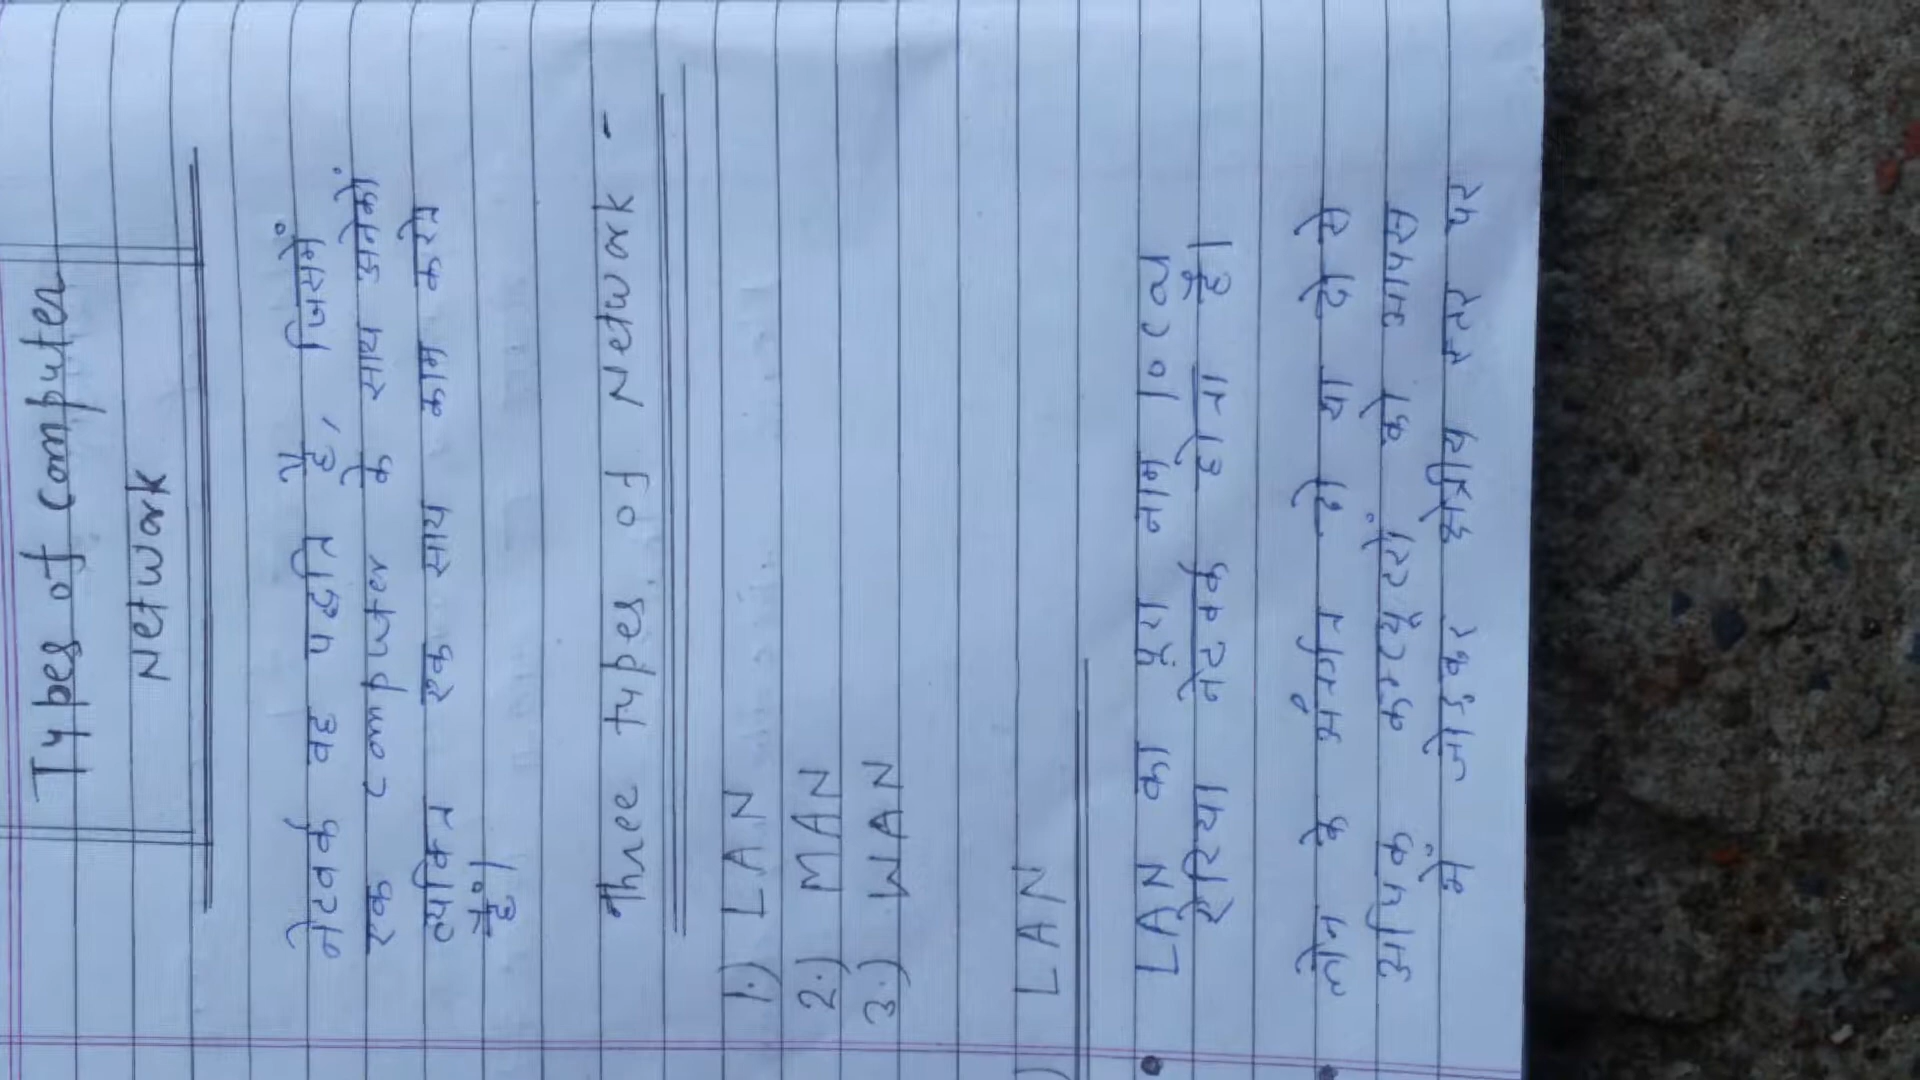 Types of Computer
Network
नेटवर्क वह पद्धति है, जिसमें
एक computer के साथ अनेकों
व्यक्ति एक साथ काम करते
हैं।
Three types of Network -
1.) LAN
2.) MAN
3.) WAN
) LAN
• LAN का पूरा नाम local
एरिया नेटवर्क होता है।
• लेन के अंतर्गत दो या दो से
अधिक कम्प्यूटरों को आपस
में जोड़कर क्षेत्रीय स्तर पर